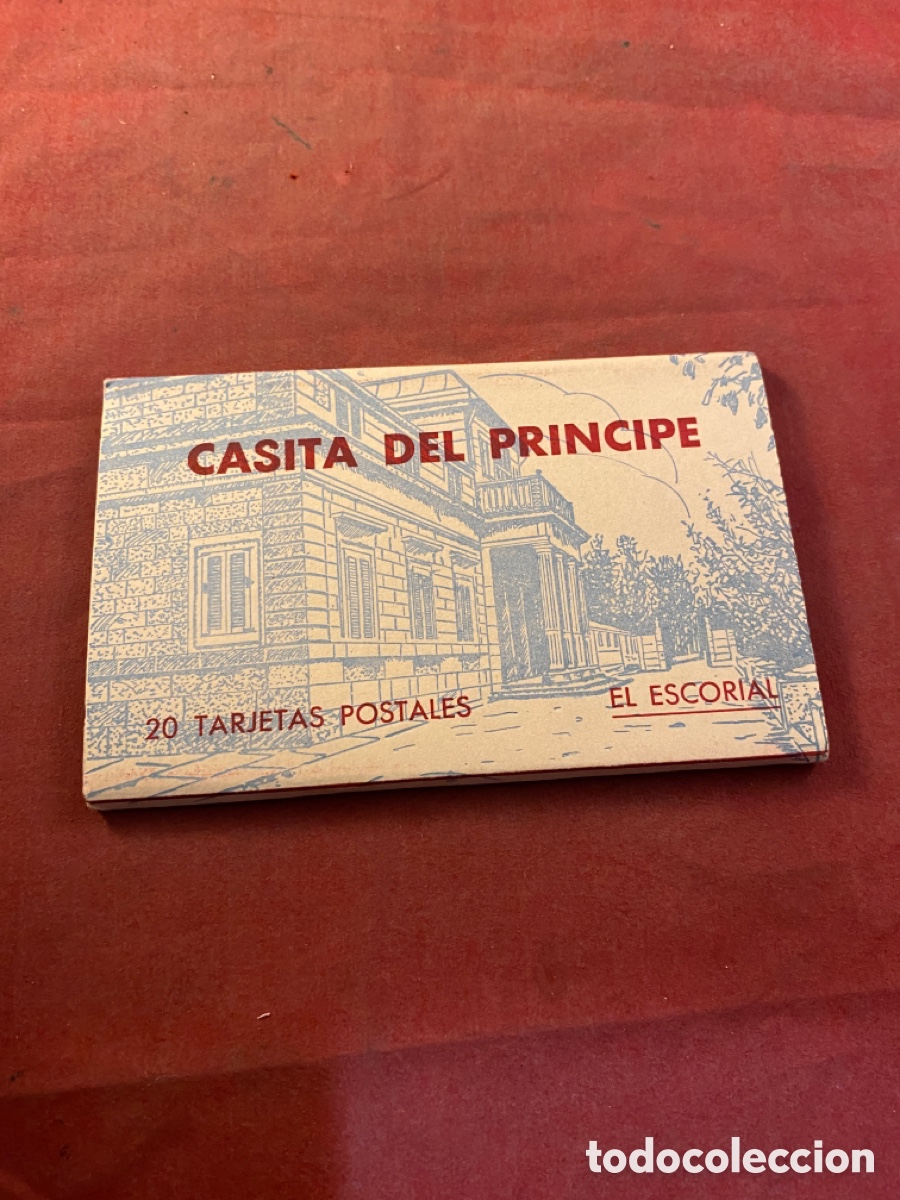 CASITA DEL PRINCIPE
20 TARJETAS POSTALES
EL ESCORIAL
todocoleccion